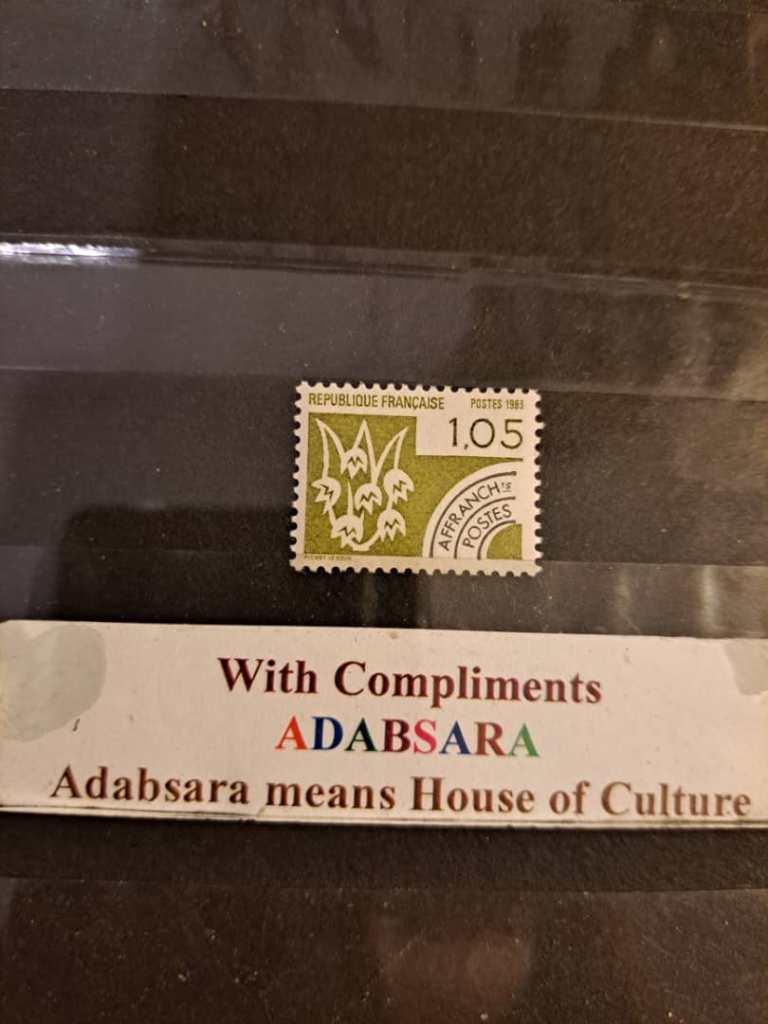 REPUBLIQUE FRANÇAISE POSTES 1983
1,05
AFFRANCHTS
POSTES
With Compliments
ADABSARA
Adabsara means House of Culture